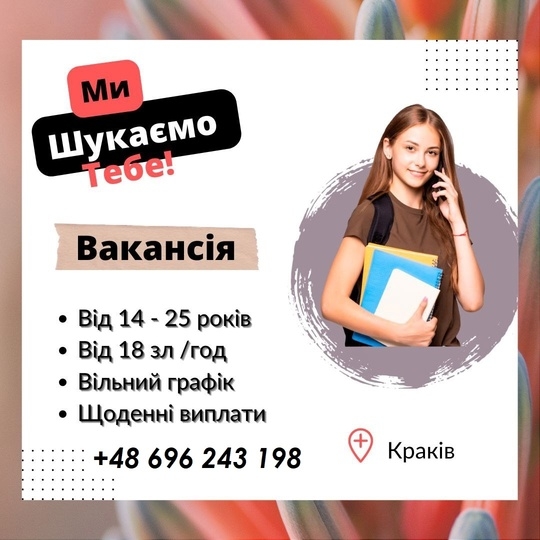 Ми
Шукаємо
Тебе!
Вакансія
• Від 14 - 25 років
• Від 18 зл /год
• Вільний графік
• Щоденні виплати
+48 696 243 198
Краків